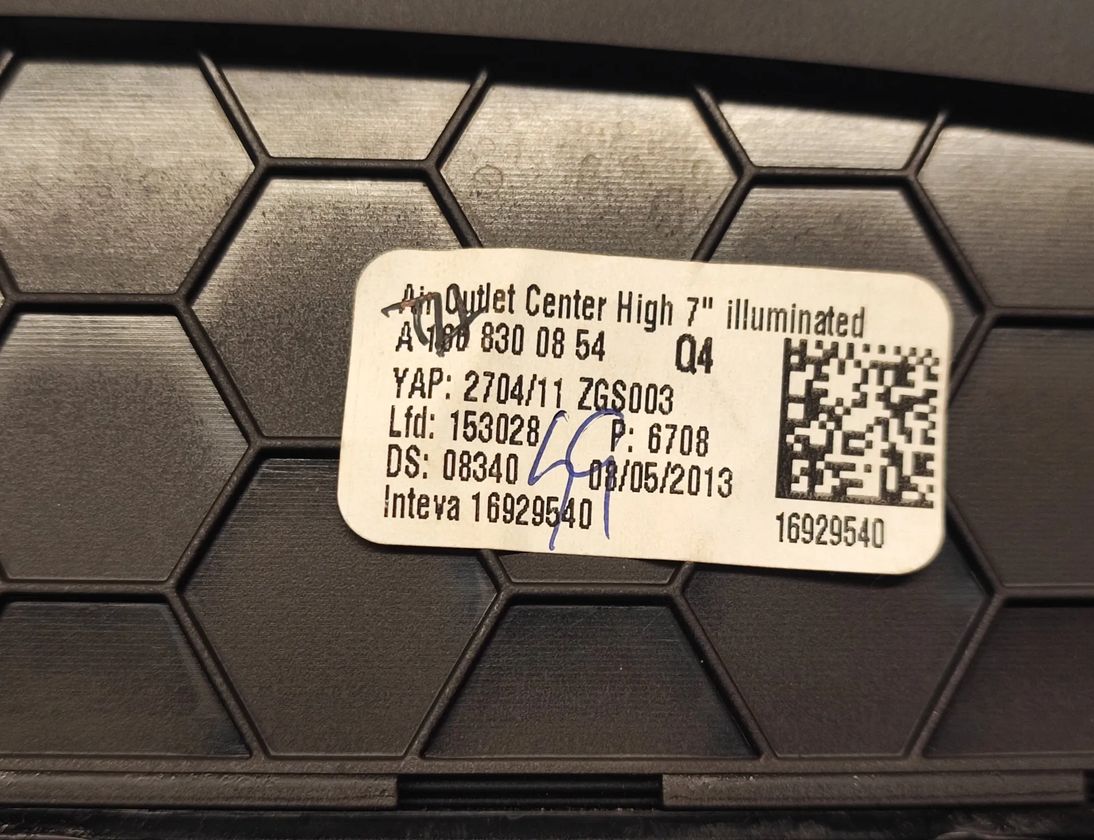 Air Outlet Center High 7" illuminated
A 166 830 08 54 Q4
YAP: 2704/11 ZGS003
Lfd: 153028 P: 6708
DS: 08340 08/05/2013
Inteva 16929540
16929540